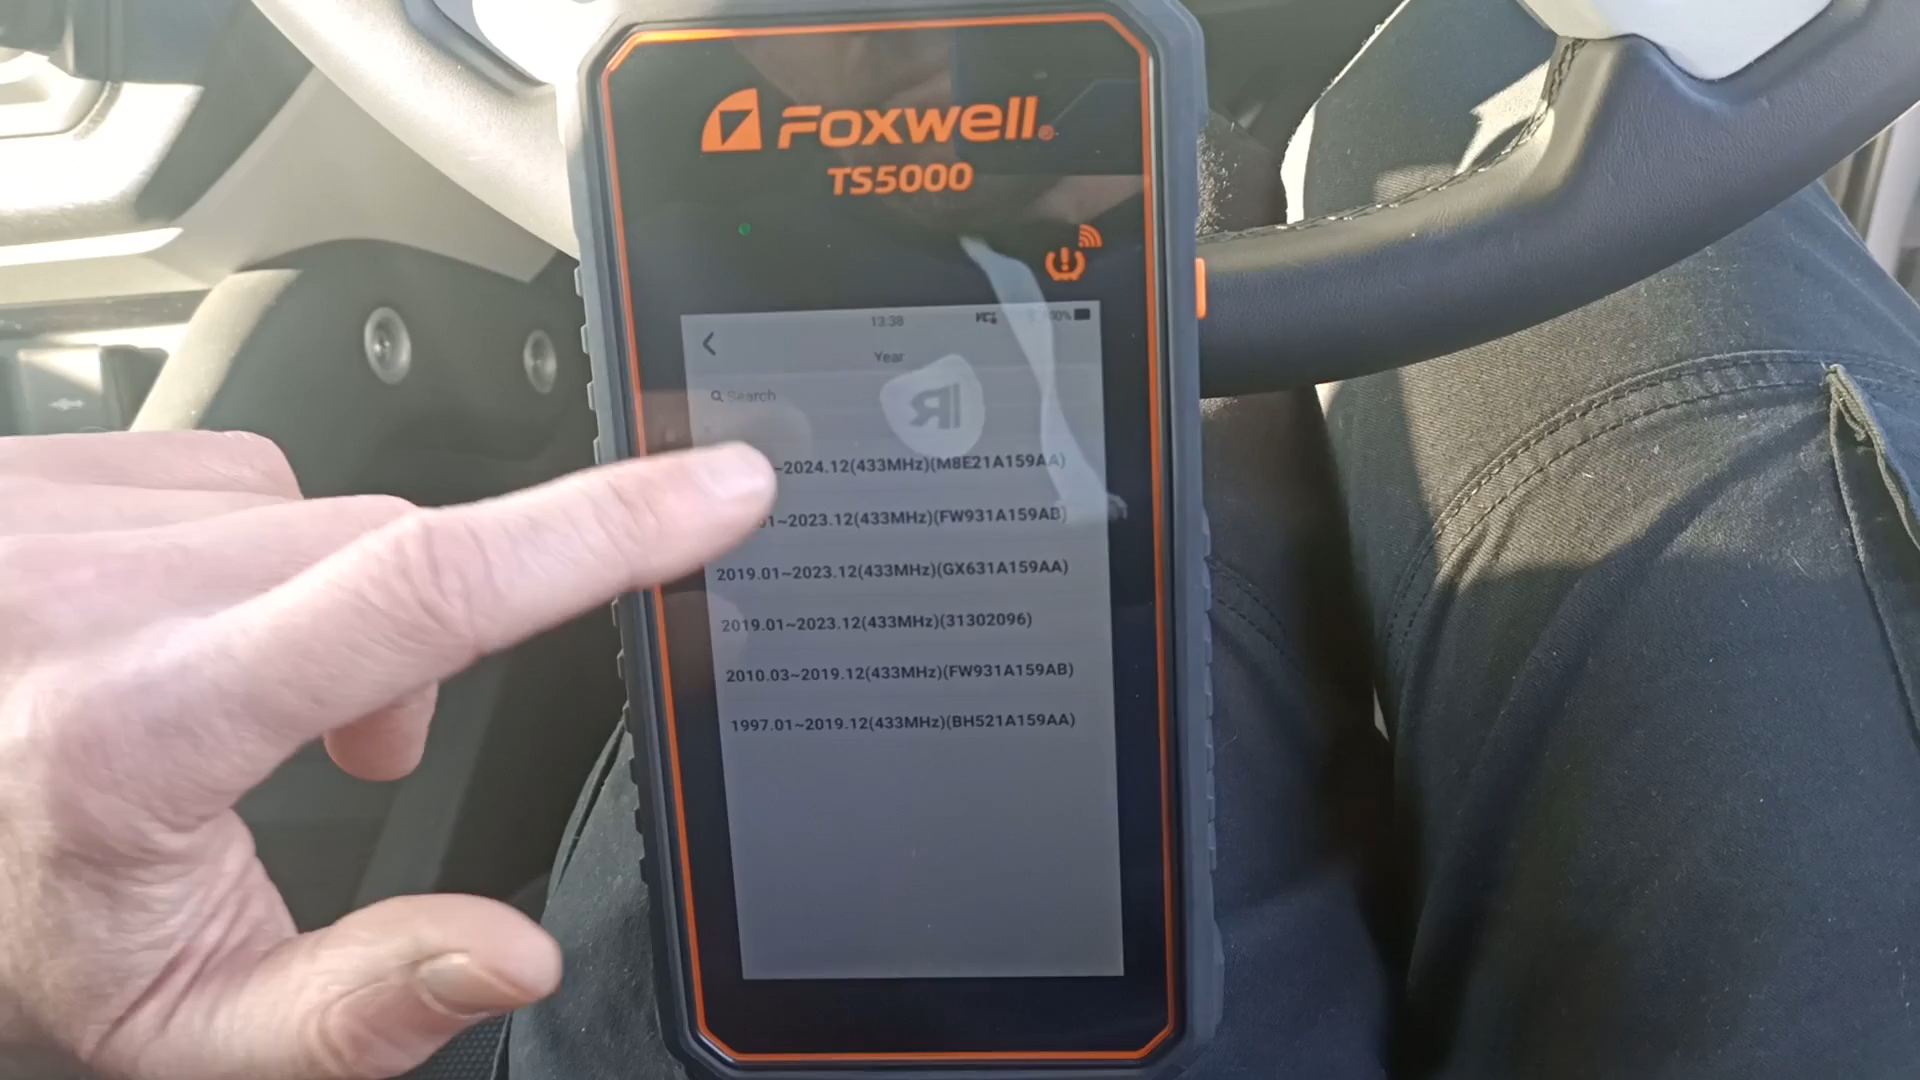 Foxwell®
TS5000
13:38
Year
Search
~2024.12(433MHz)(M8E21A159AA)
01~2023.12(433MHz)(FW931A159AB)
2019.01~2023.12(433MHz)(GX631A159AA)
2019.01~2023.12(433MHz)(31302096)
2010.03~2019.12(433MHz)(FW931A159AB)
1997.01~2019.12(433MHz)(BH521A159AA)